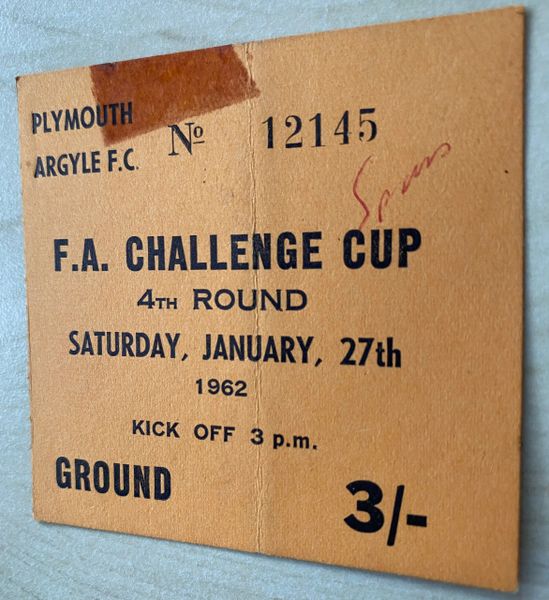 PLYMOUTH
ARGYLE F.C.
Nº 12145
Spurs
F.A. CHALLENGE CUP
4TH ROUND
SATURDAY, JANUARY, 27th
1962
KICK OFF 3 p.m.
GROUND
3/-